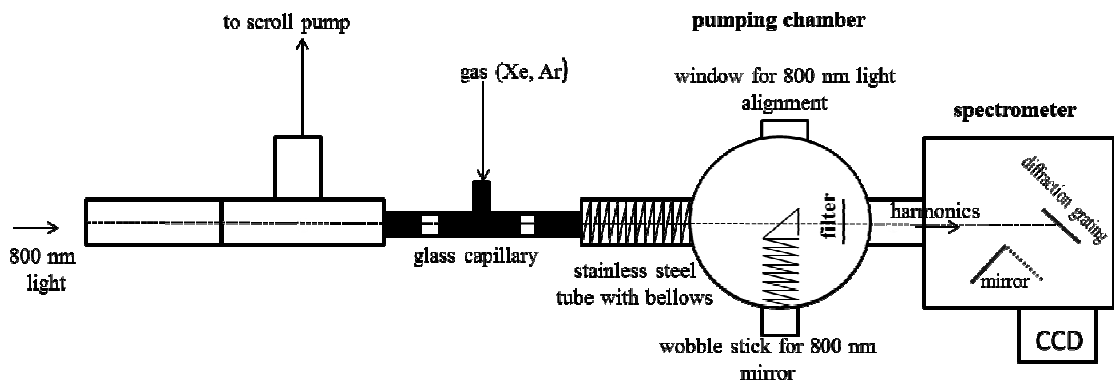 to scroll pump
pumping chamber
gas (Xe, Ar)
window for 800 nm light
alignment
spectrometer
diffraction grating
filter
harmonics
800 nm
light
glass capillary
stainless steel
tube with bellows
mirror
wobble stick for 800 nm
mirror
CCD